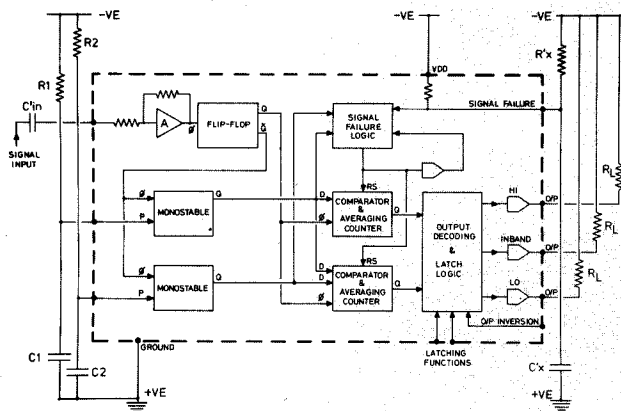 -VE
-VE
-VE
R2
R'x
R1
VDD
C'in
SIGNAL FAILURE
A
ø
FLIP-FLOP
Q
Q̄
SIGNAL
FAILURE
LOGIC
SIGNAL
INPUT
RL
ø
P
MONOSTABLE
Q
RS
D
ø
COMPARATOR
&
AVERAGING
COUNTER
Q
OUTPUT
DECODING
&
LATCH
LOGIC
HI
O/P
RL
INBAND
O/P
RL
ø
P
MONOSTABLE
Q
RS
D
D
ø
COMPARATOR
&
AVERAGING
COUNTER
Q
LO
O/P
O/P INVERSION
GROUND
LATCHING
FUNCTIONS
C1
C2
C'x
+VE
+VE